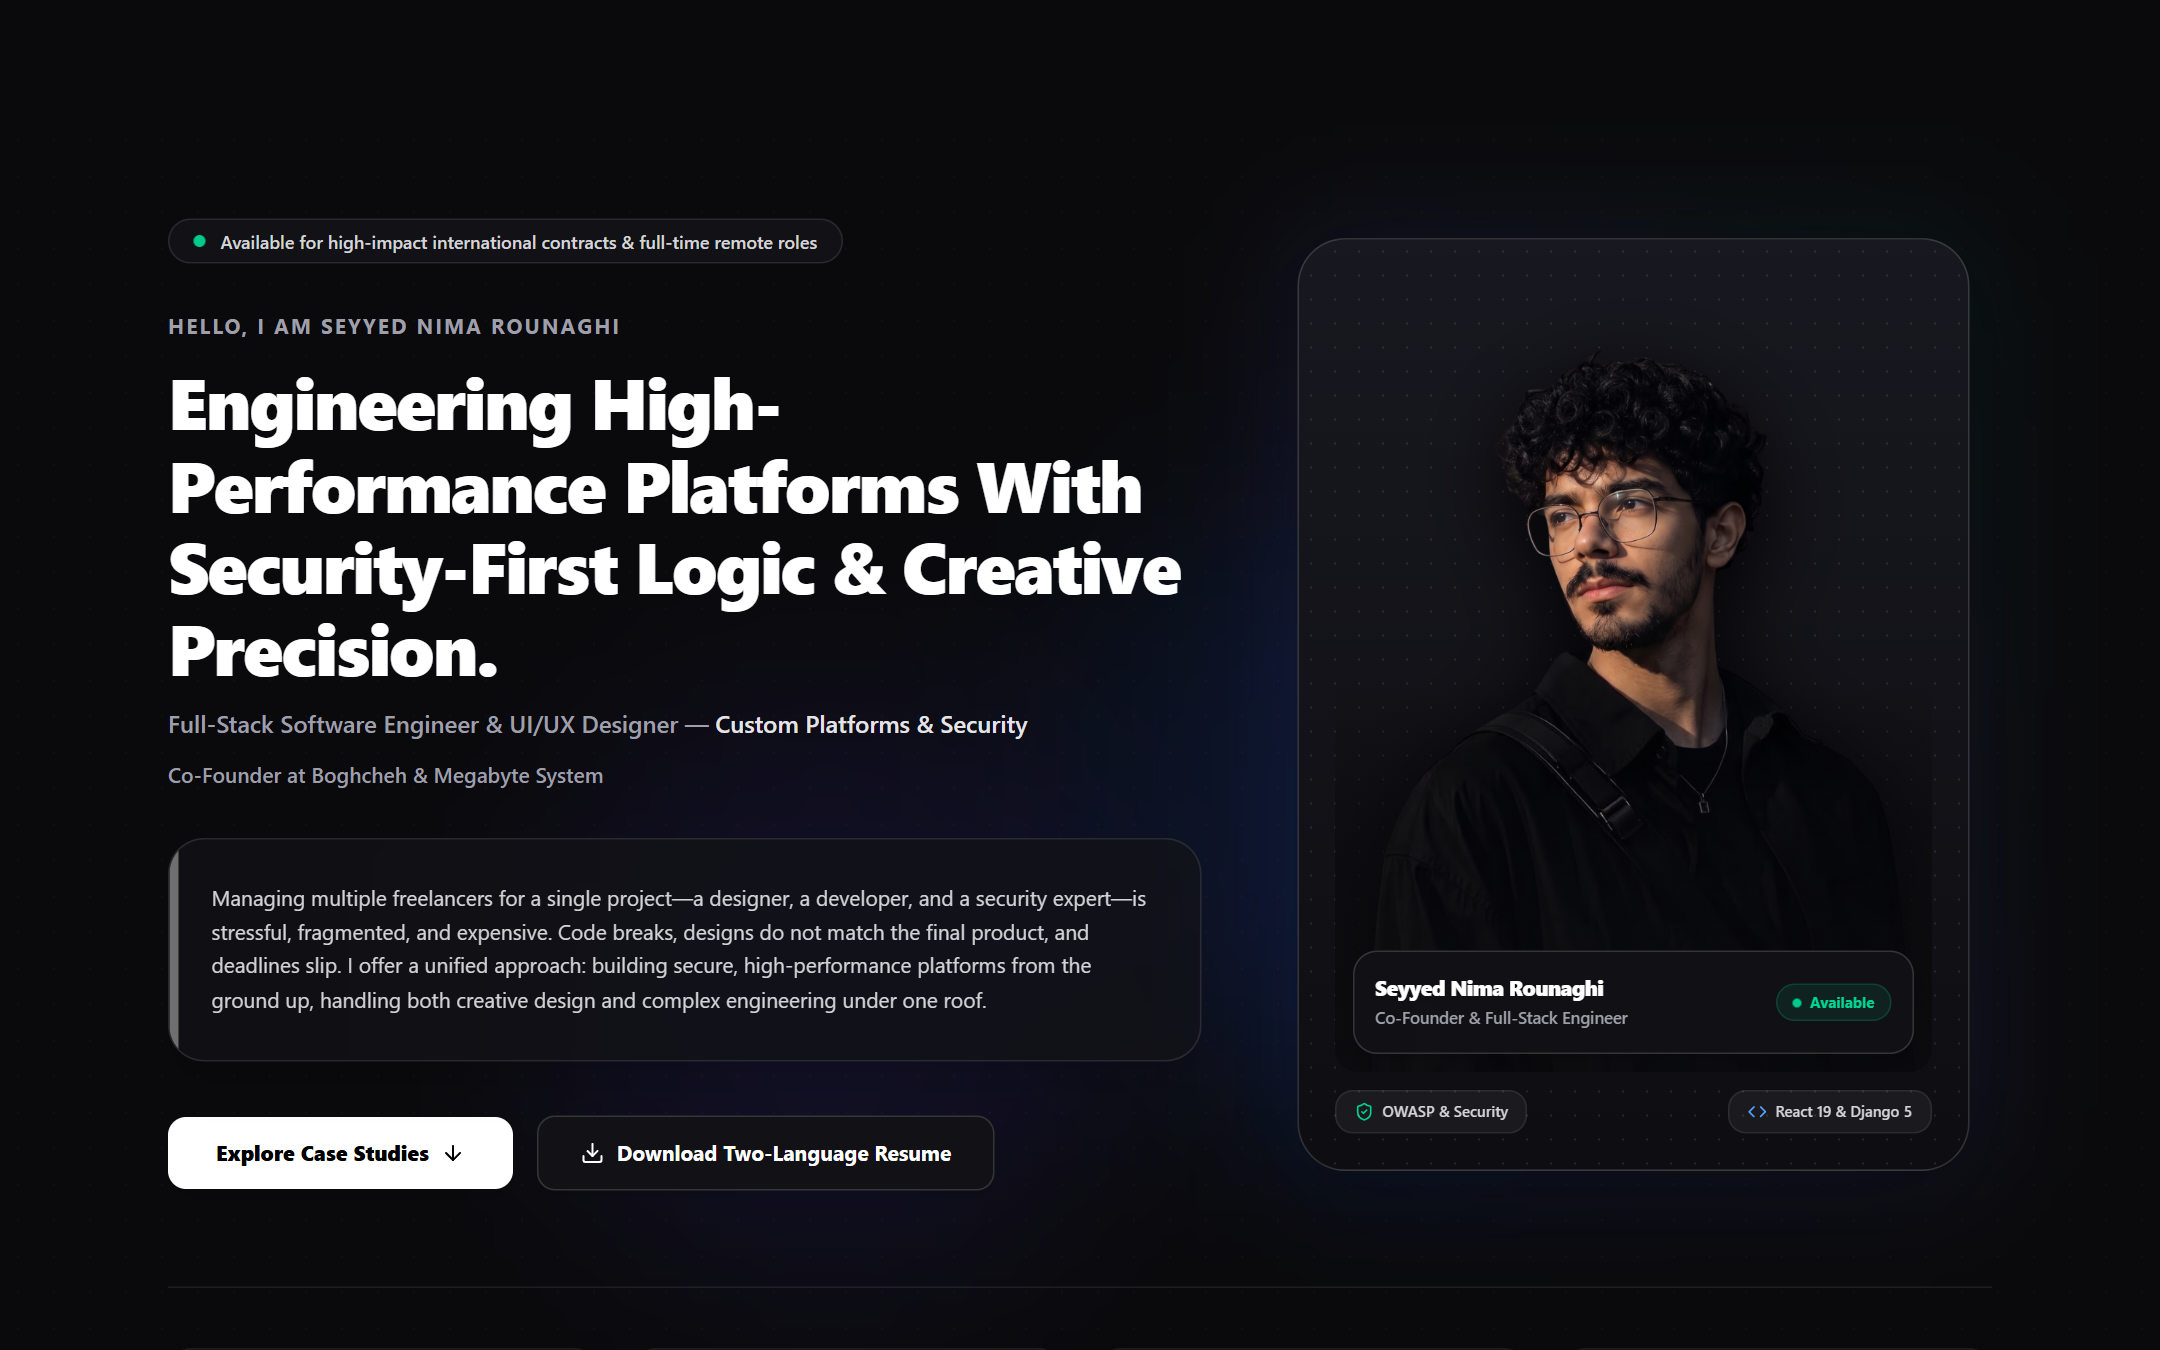 Available for high-impact international contracts & full-time remote roles
HELLO, I AM SEYYED NIMA ROUNAGHI
Engineering High-
Performance Platforms With
Security-First Logic & Creative
Precision.
Full-Stack Software Engineer & UI/UX Designer — Custom Platforms & Security
Co-Founder at Boghcheh & Megabyte System
Managing multiple freelancers for a single project—a designer, a developer, and a security expert—is
stressful, fragmented, and expensive. Code breaks, designs do not match the final product, and
deadlines slip. I offer a unified approach: building secure, high-performance platforms from the
ground up, handling both creative design and complex engineering under one roof.
Explore Case Studies
Download Two-Language Resume
Seyyed Nima Rounaghi
Co-Founder & Full-Stack Engineer
Available
OWASP & Security
React 19 & Django 5